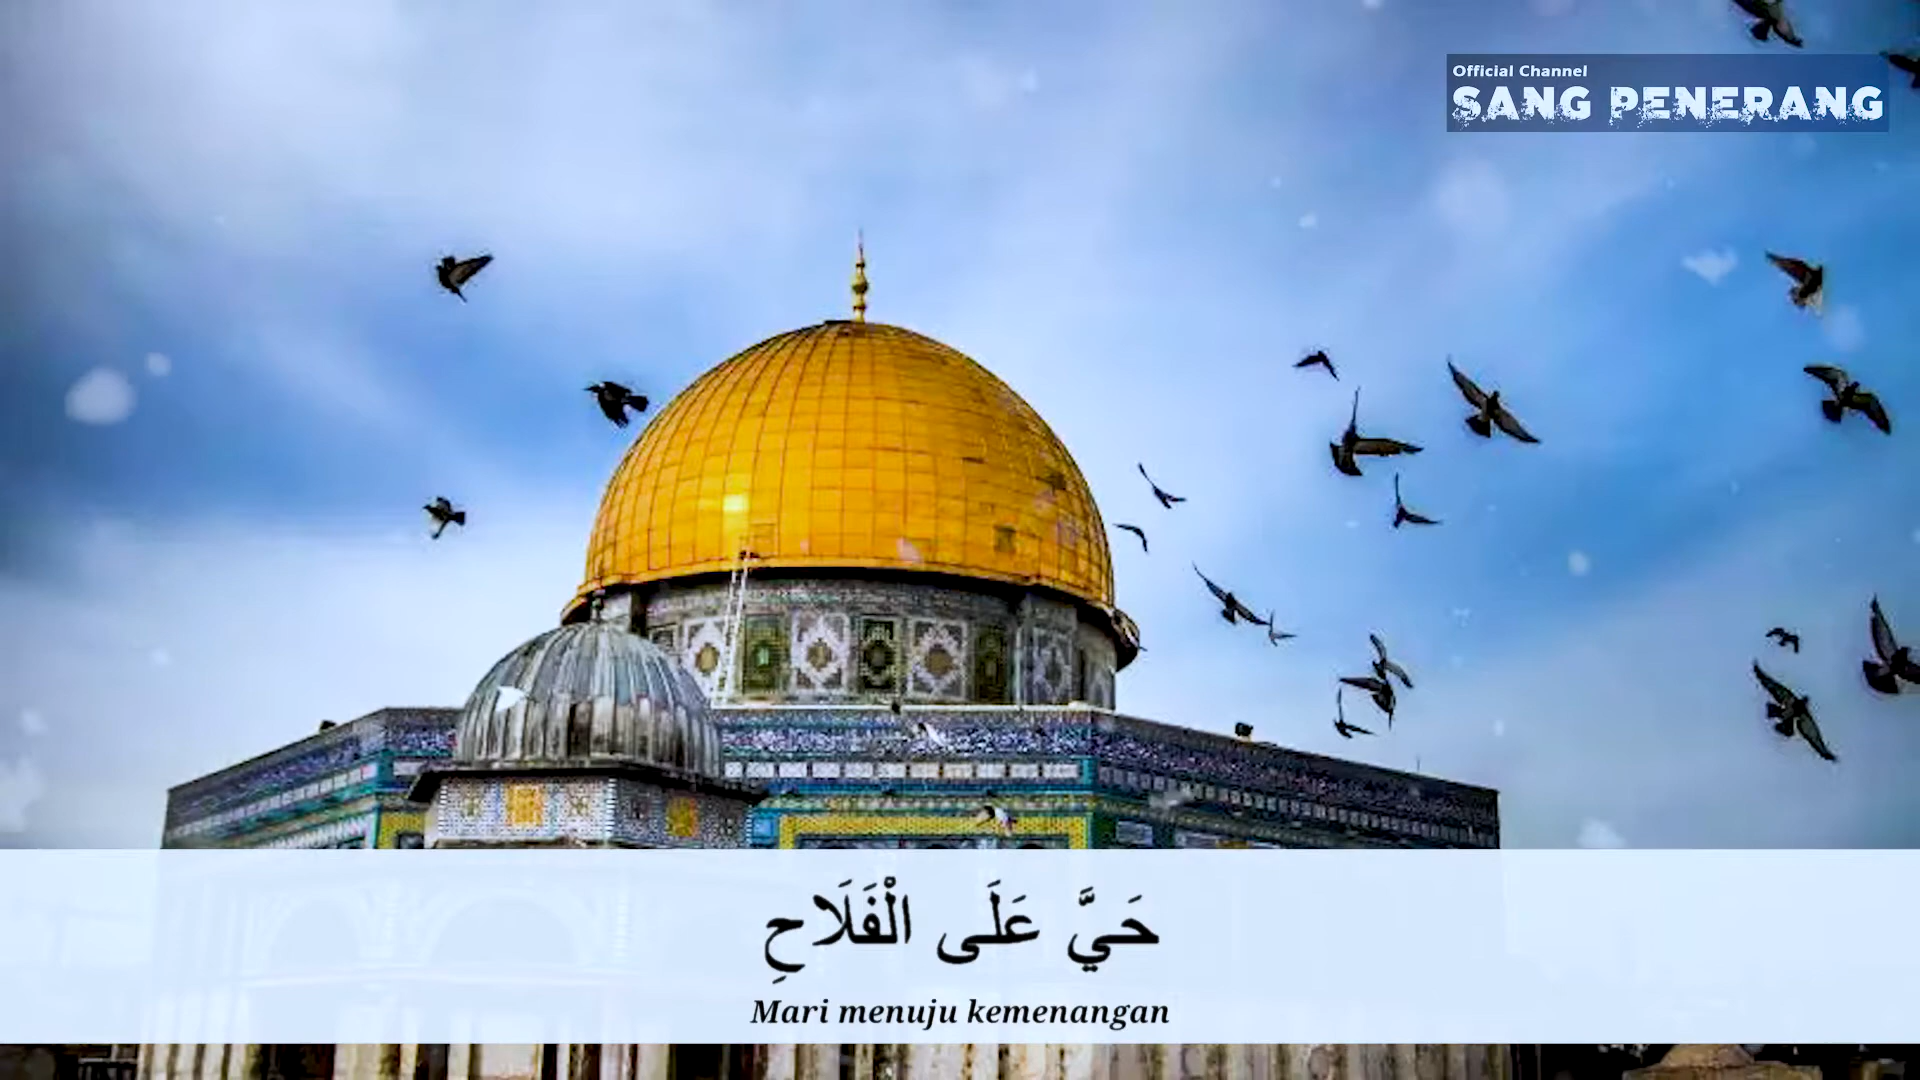 Official Channel
SANG PENERANG
حَيَّ عَلَى الْفَلَاحِ
Mari menuju kemenangan